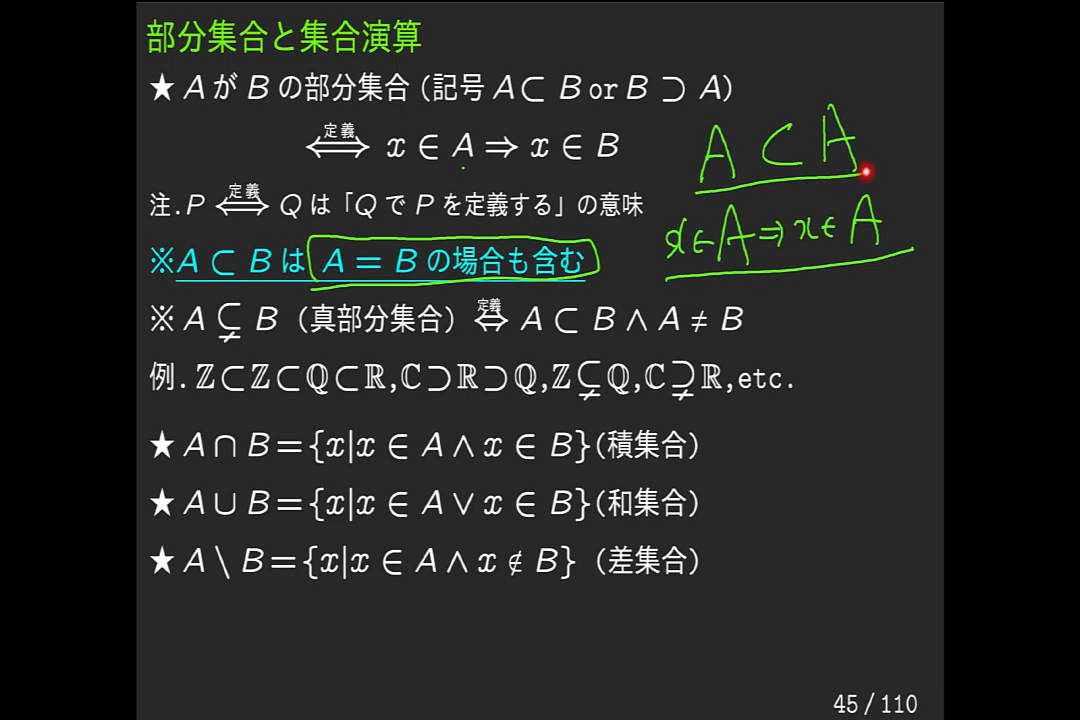 部分集合と集合演算
★ A が B の部分集合 (記号 A ⊂ B or B ⊃ A)
定義
⟺ x ∈ A ⇒ x ∈ B
A ⊂ A
注. P 定義⟺ Q は「Q で P を定義する」の意味
x ∈ A ⇒ x ∈ A
※A ⊂ B は A = B の場合も含む
※ A ⊊ B (真部分集合) 定義⇔ A ⊂ B ∧ A ≠ B
例. ℤ⊂ℤ⊂ℚ⊂ℝ,ℂ⊃ℝ⊃ℚ,ℤ⊊ℚ,ℂ⊋ℝ,etc.
★ A ∩ B = {x|x ∈ A ∧ x ∈ B}(積集合)
★ A ∪ B = {x|x ∈ A ∨ x ∈ B}(和集合)
★ A \ B = {x|x ∈ A ∧ x ∉ B} (差集合)
45 / 110